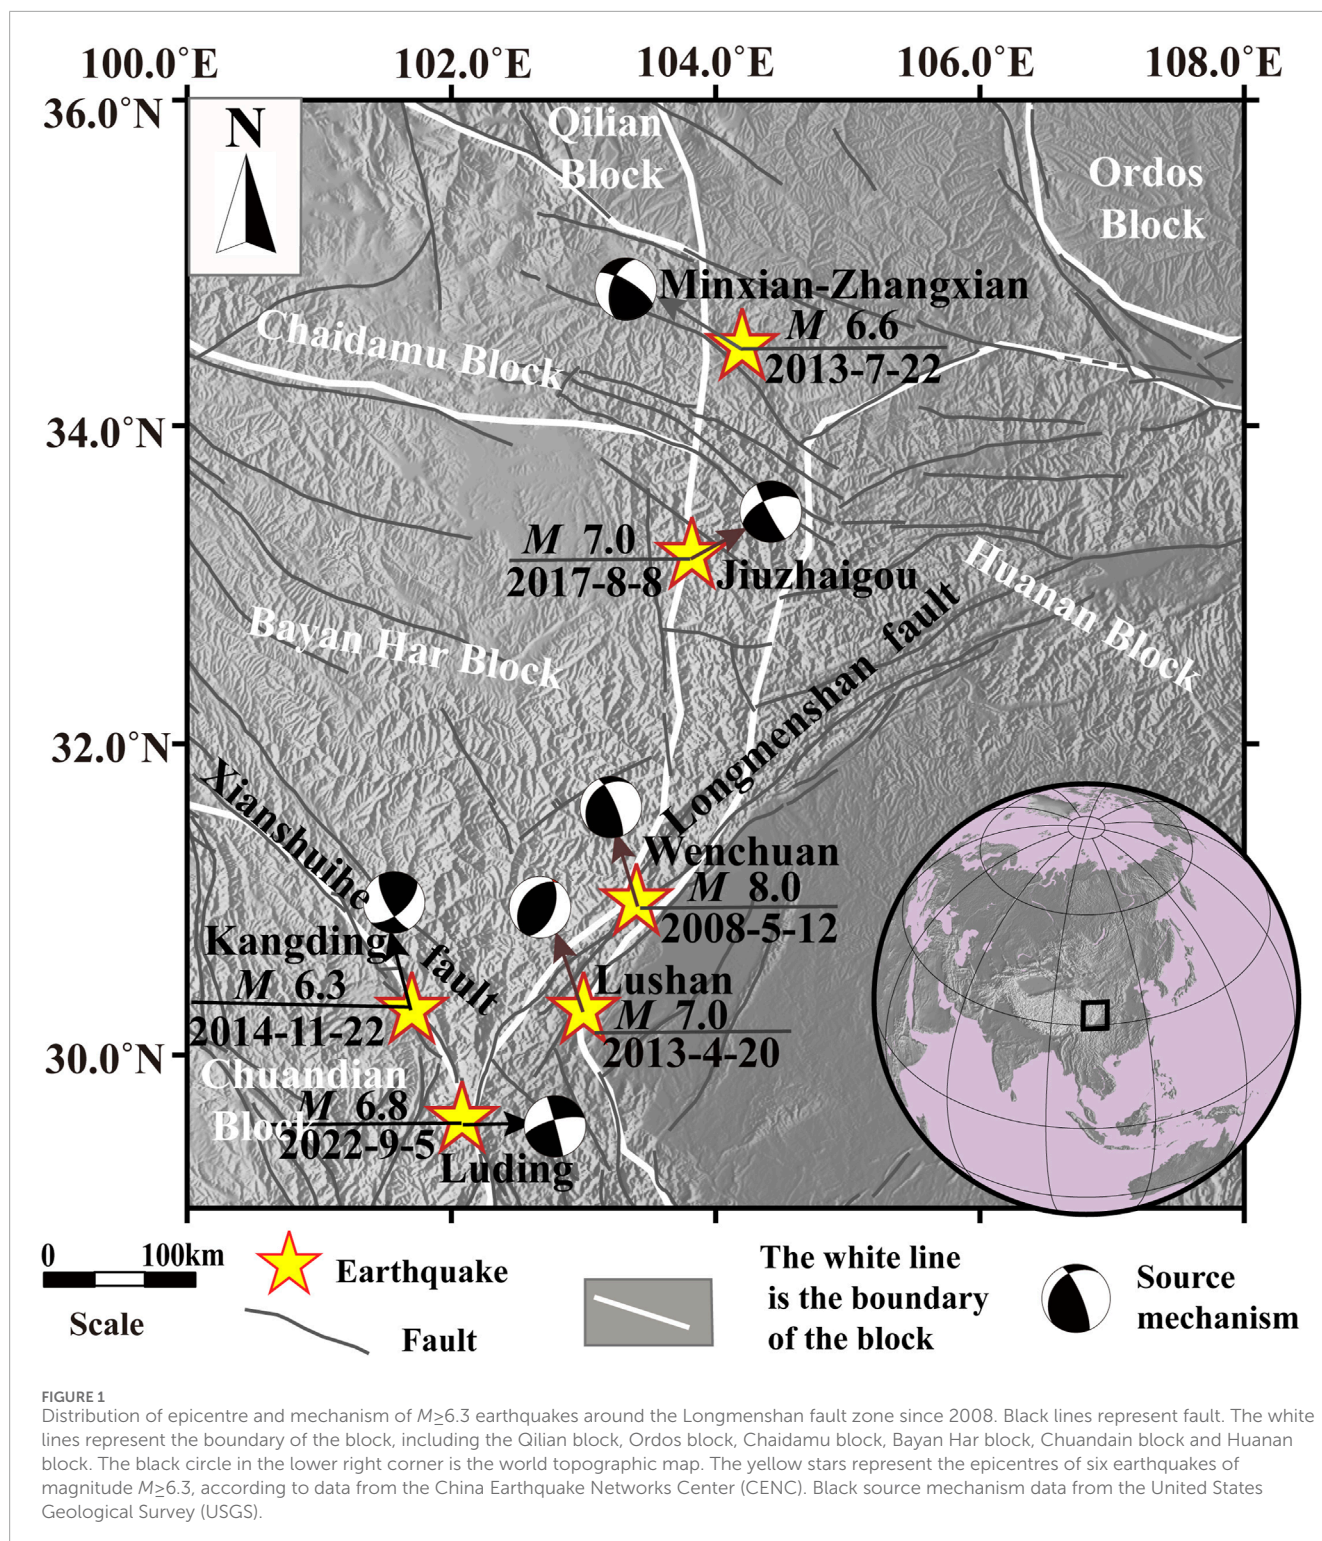 100.0°E 102.0°E 104.0°E 106.0°E 108.0°E
36.0°N
34.0°N
32.0°N
30.0°N
N
Qilian
Block
Ordos
Block
Minxian-Zhangxian
M 6.6
2013-7-22
Chaidamu Block
M 7.0
2017-8-8
Jiuzhaigou
Huanan Block
Bayan Har Block
Longmenshan fault
Xianshuihe fault
Wenchuan
M 8.0
2008-5-12
Kangding
M 6.3
2014-11-22
Lushan
M 7.0
2013-4-20
Chuandian
Block
M 6.8
2022-9-5
Luding
0 100km
Scale
Earthquake
Fault
The white line
is the boundary
of the block
Source
mechanism
FIGURE 1
Distribution of epicentre and mechanism of M≥6.3 earthquakes around the Longmenshan fault zone since 2008. Black lines represent fault. The white
lines represent the boundary of the block, including the Qilian block, Ordos block, Chaidamu block, Bayan Har block, Chuandain block and Huanan
block. The black circle in the lower right corner is the world topographic map. The yellow stars represent the epicentres of six earthquakes of
magnitude M≥6.3, according to data from the China Earthquake Networks Center (CENC). Black source mechanism data from the United States
Geological Survey (USGS).